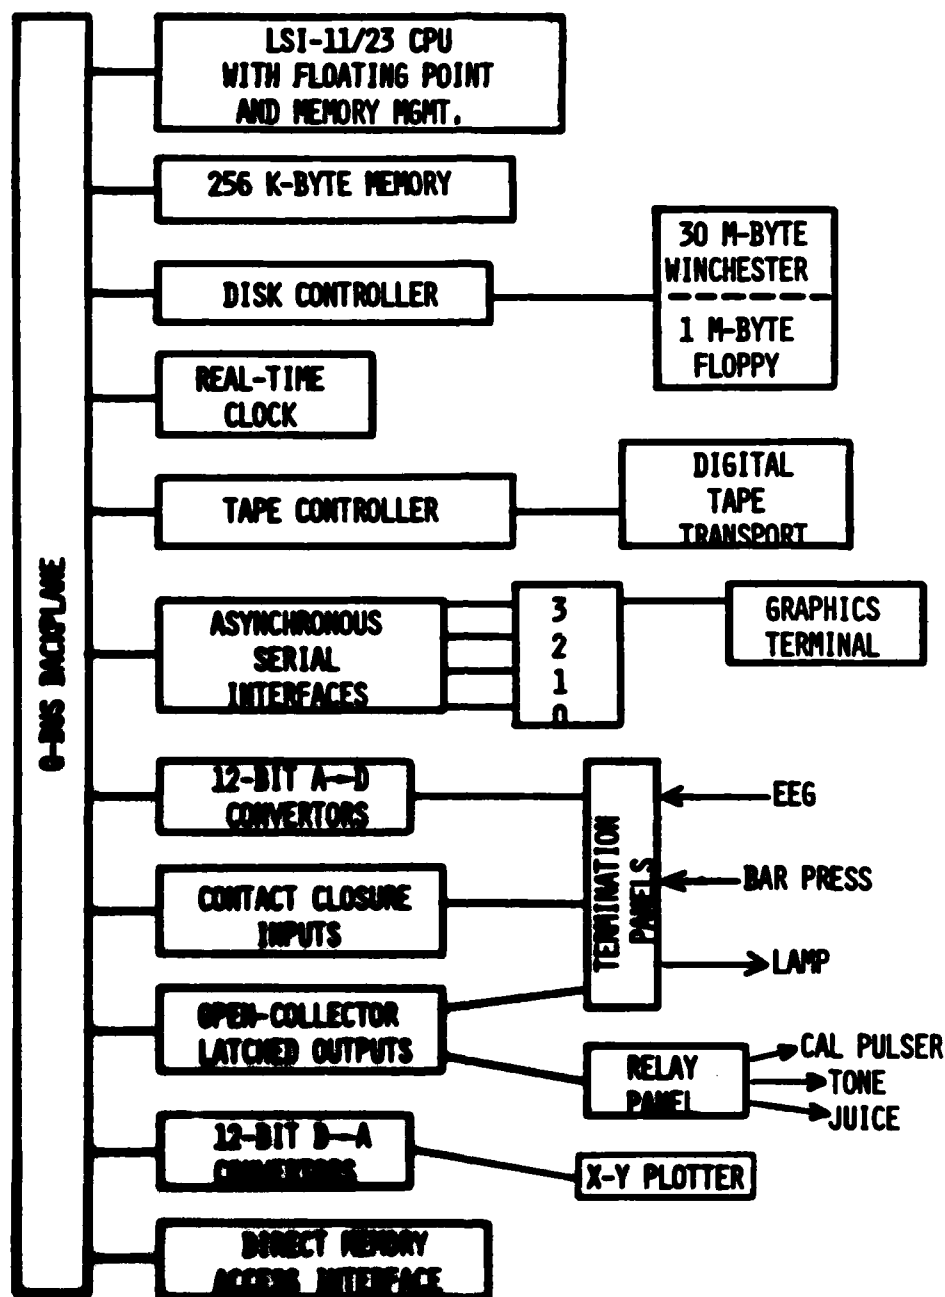 LSI-11/23 CPU
WITH FLOATING POINT
AND MEMORY MGMT.
256 K-BYTE MEMORY
30 M-BYTE
WINCHESTER
DISK CONTROLLER
1 M-BYTE
FLOPPY
REAL-TIME
CLOCK
DIGITAL
TAPE
TRANSPORT
TAPE CONTROLLER
Q-BUS BACKPLANE
ASYNCHRONOUS
SERIAL
INTERFACES
3
2
1
0
GRAPHICS
TERMINAL
12-BIT A→D
CONVERTORS
TERMINATION
PANELS
EEG
BAR PRESS
LAMP
CONTACT CLOSURE
INPUTS
OPEN-COLLECTOR
LATCHED OUTPUTS
RELAY
PANEL
CAL PULSER
TONE
JUICE
12-BIT D→A
CONVERTORS
X-Y PLOTTER
DIRECT MEMORY
ACCESS INTERFACE